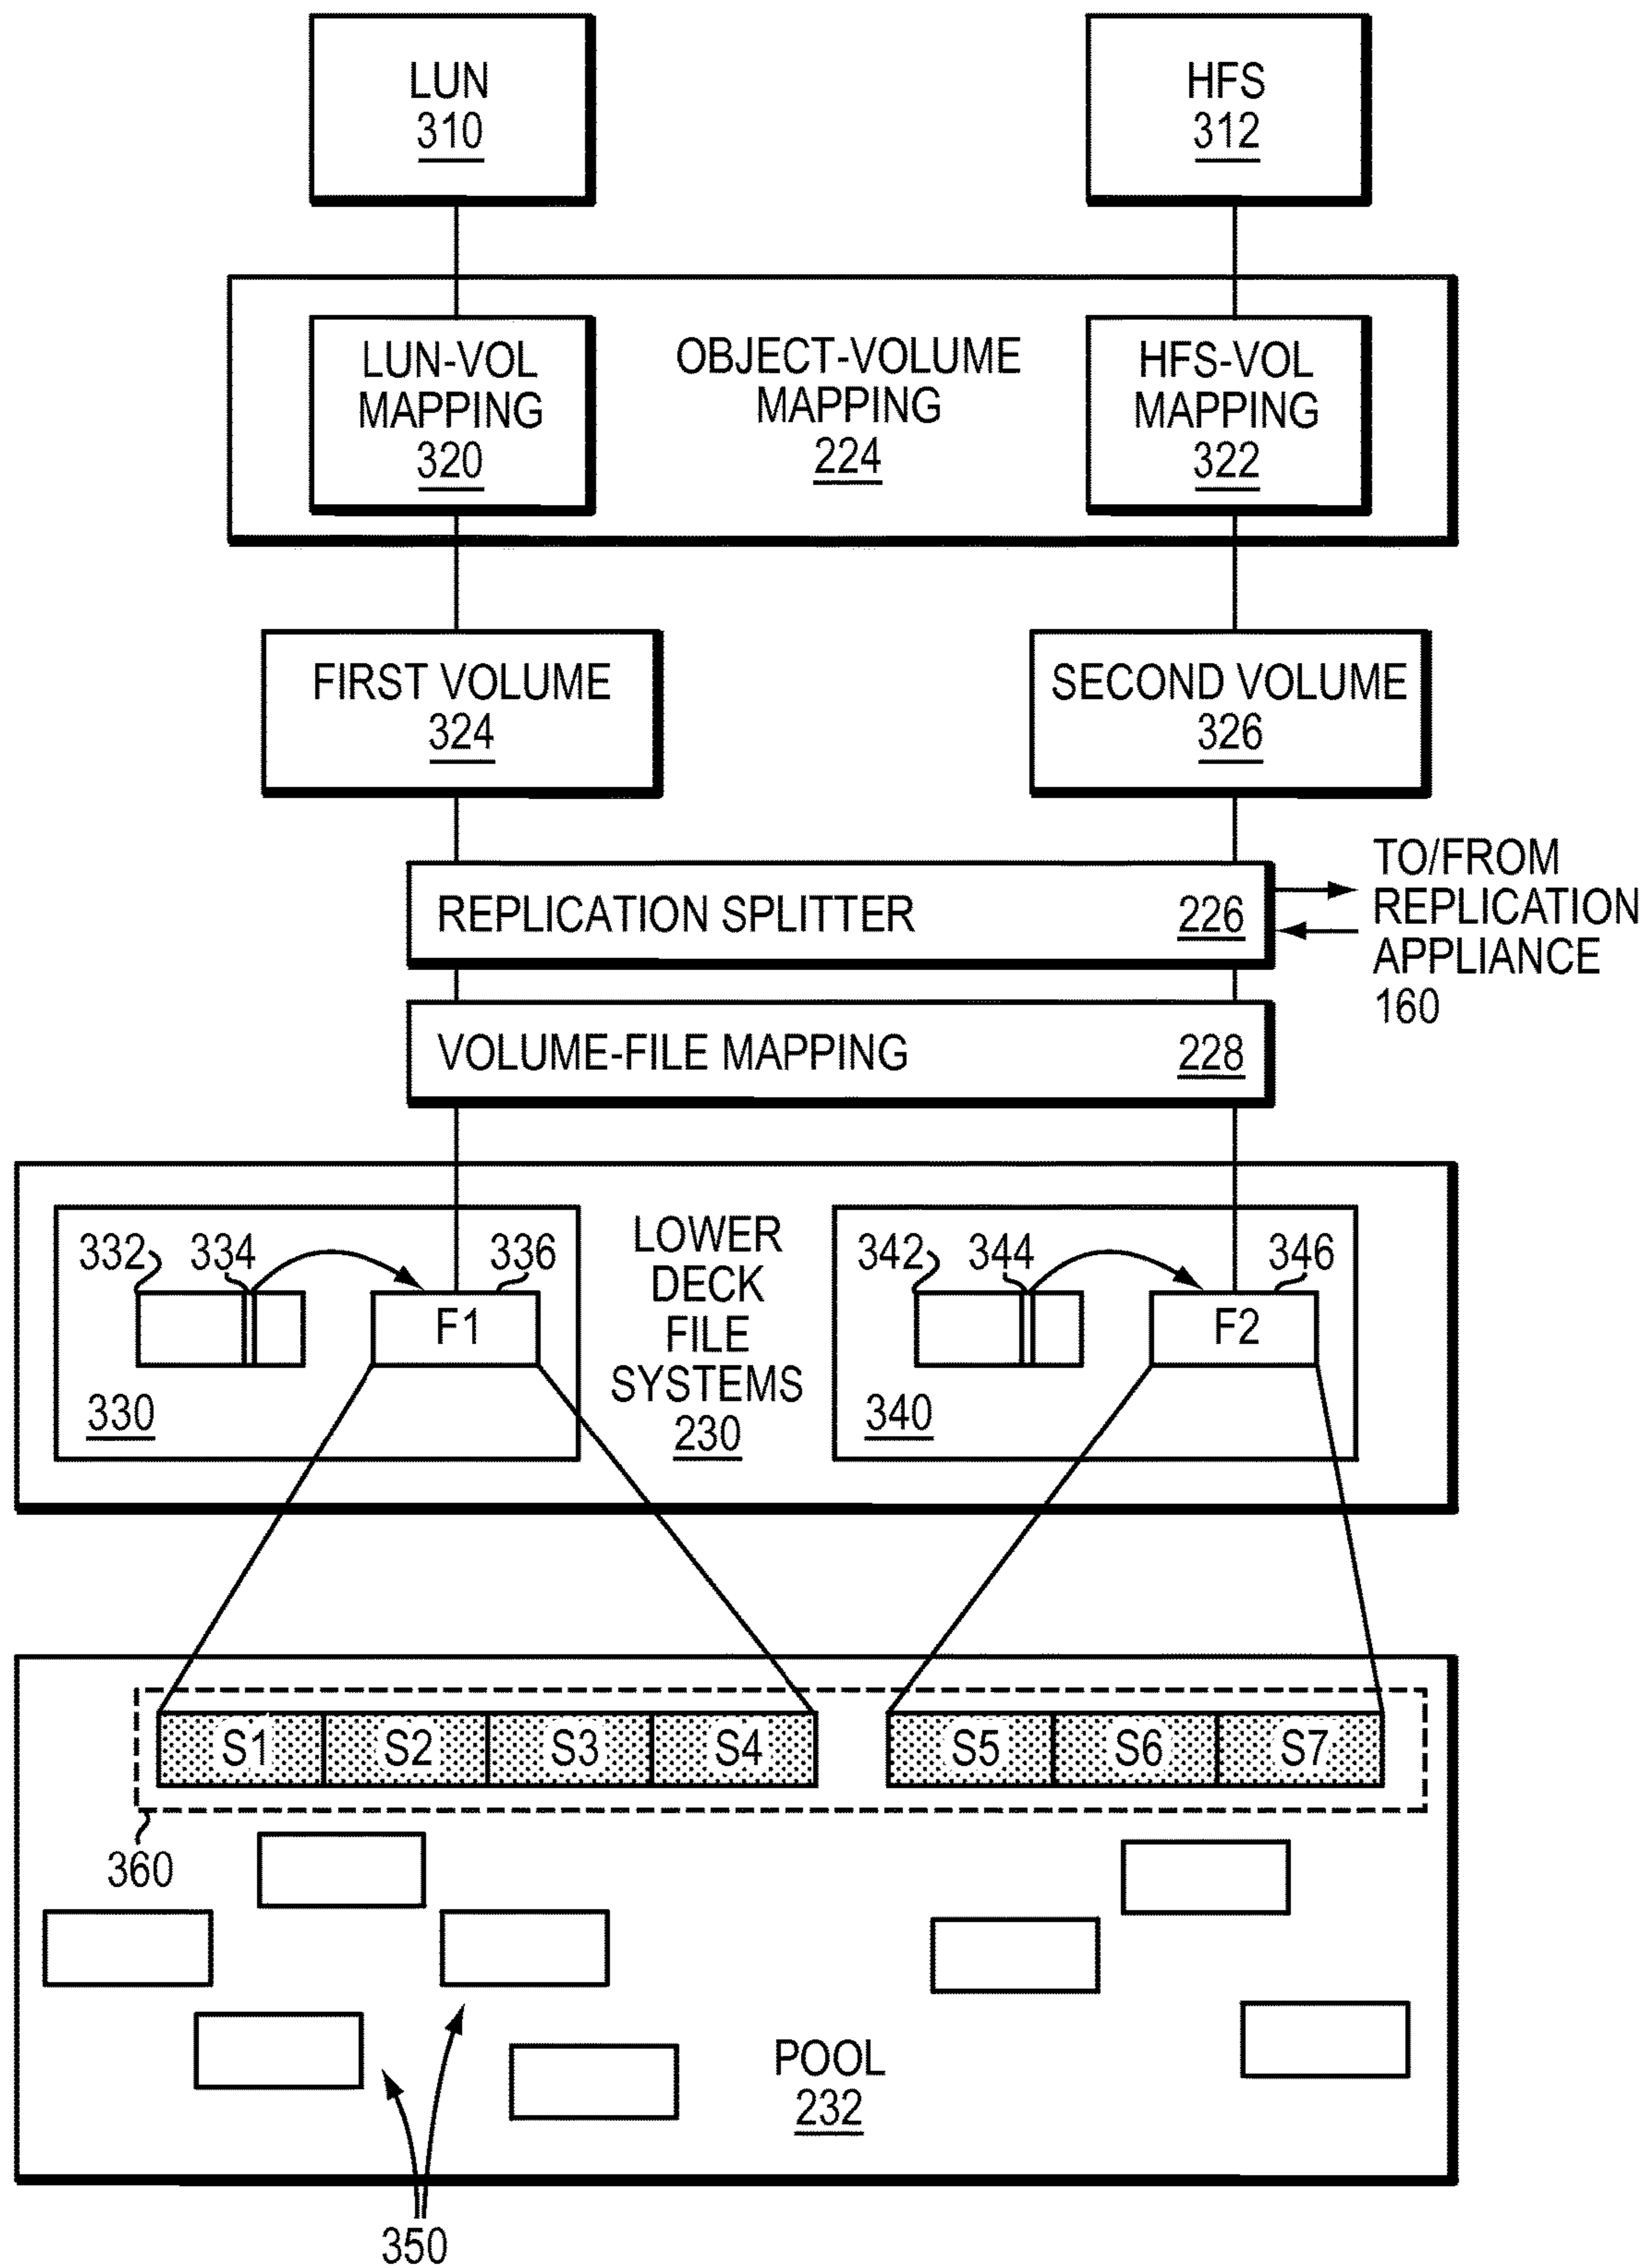 LUN
310
HFS
312
LUN-VOL
MAPPING
320
OBJECT-VOLUME
MAPPING
224
HFS-VOL
MAPPING
322
FIRST VOLUME
324
SECOND VOLUME
326
REPLICATION SPLITTER 226
TO/FROM
REPLICATION
APPLIANCE
160
VOLUME-FILE MAPPING 228
332 334 336
F1
330
LOWER
DECK
FILE
SYSTEMS
230
342 344 346
F2
340
S1 S2 S3 S4 S5 S6 S7
360
POOL
232
350